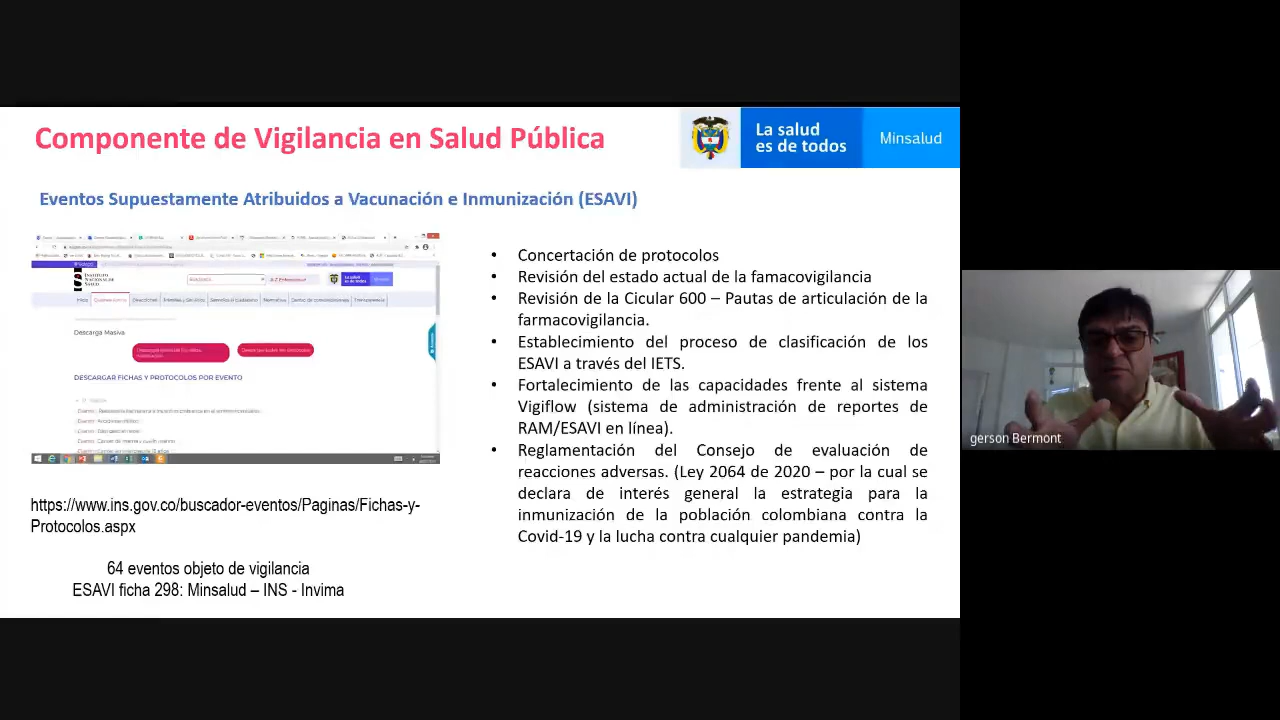 Componente de Vigilancia en Salud Pública
La salud
es de todos
Minsalud
Eventos Supuestamente Atribuidos a Vacunación e Inmunización (ESAVI)
INSTITUTO
NACIONAL DE
SALUD
Inicio
Normativa
Transparencia
Descarga Masiva
DESCARGAR FICHAS Y PROTOCOLOS POR EVENTO
https://www.ins.gov.co/buscador-eventos/Paginas/Fichas-y-
Protocolos.aspx
64 eventos objeto de vigilancia
ESAVI ficha 298: Minsalud – INS - Invima
• Concertación de protocolos
• Revisión del estado actual de la famacovigilancia
• Revisión de la Cicular 600 – Pautas de articulación de la
farmacovigilancia.
• Establecimiento del proceso de clasificación de los
ESAVI a través del IETS.
• Fortalecimiento de las capacidades frente al sistema
Vigiflow (sistema de administración de reportes de
RAM/ESAVI en línea).
• Reglamentación del Consejo de evaluación de
reacciones adversas. (Ley 2064 de 2020 – por la cual se
declara de interés general la estrategia para la
inmunización de la población colombiana contra la
Covid-19 y la lucha contra cualquier pandemia)
gerson Bermont